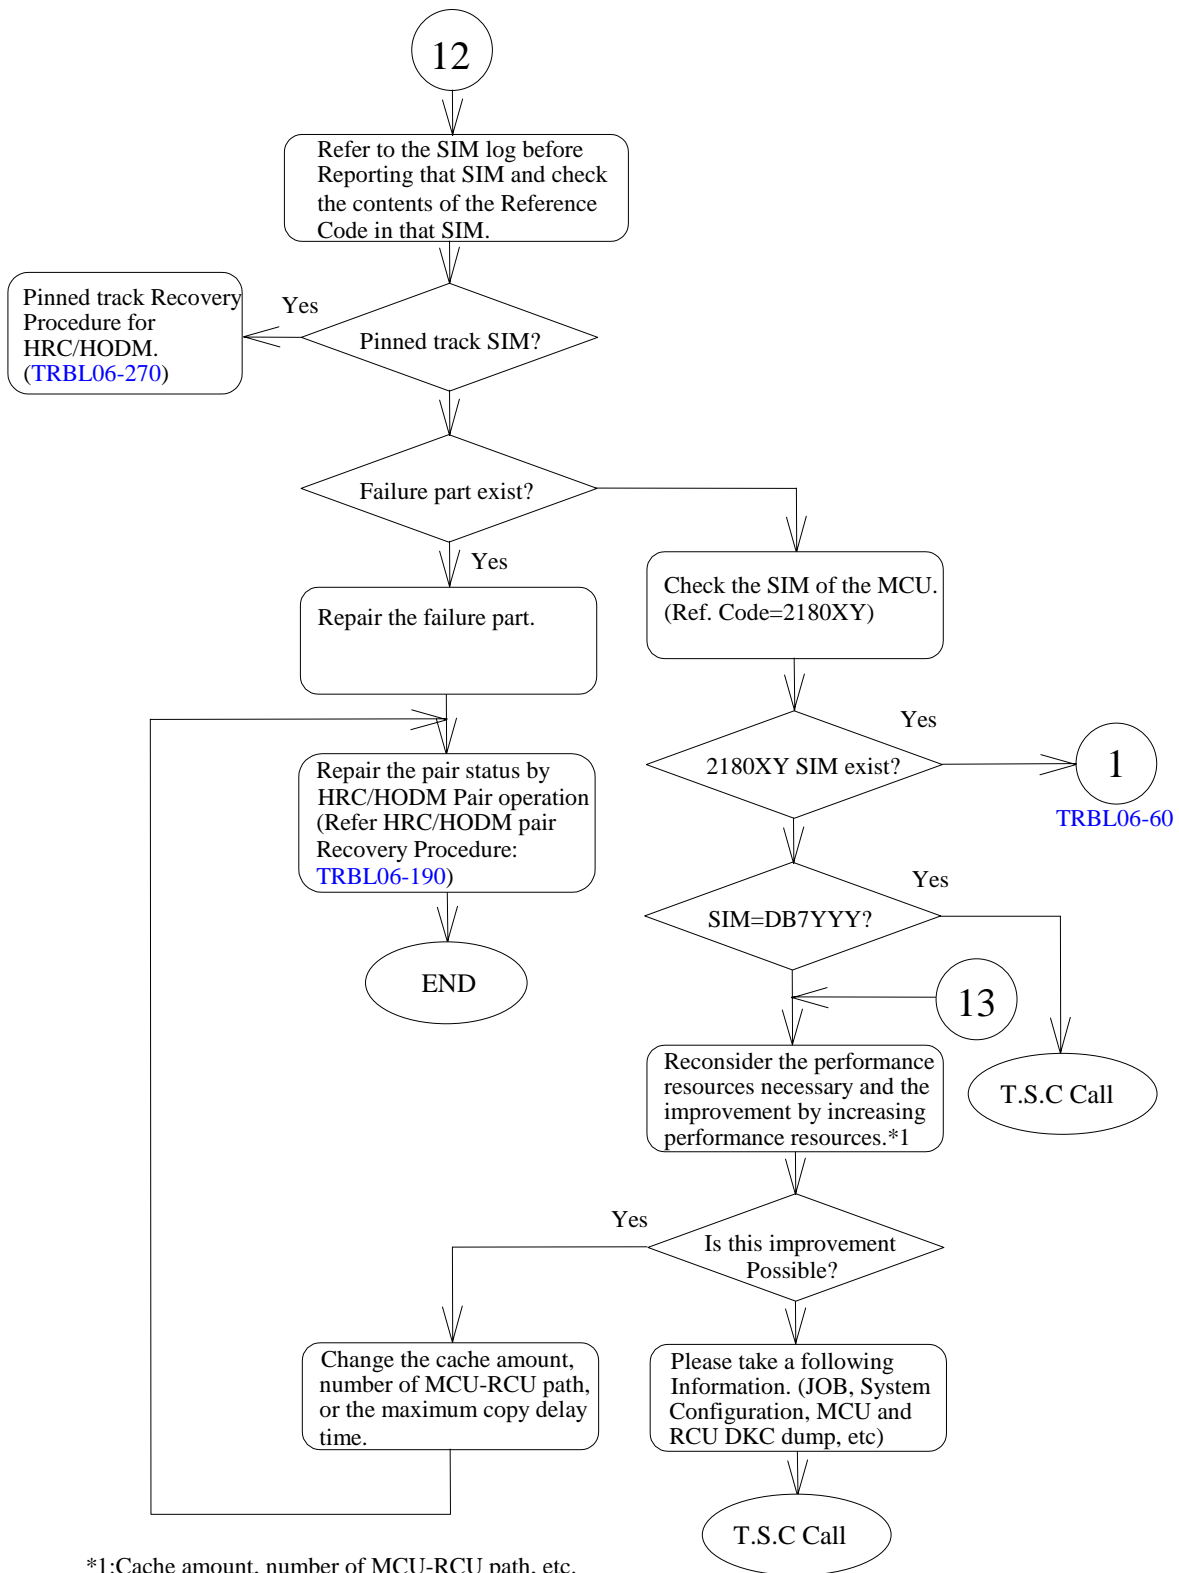 12
Refer to the SIM log before
Reporting that SIM and check
the contents of the Reference
Code in that SIM.
Pinned track Recovery
Procedure for
HRC/HODM.
(TRBL06-270)
Yes
Pinned track SIM?
Failure part exist?
Yes
Repair the failure part.
Check the SIM of the MCU.
(Ref. Code=2180XY)
Repair the pair status by
HRC/HODM Pair operation
(Refer HRC/HODM pair
Recovery Procedure:
TRBL06-190)
END
Yes
2180XY SIM exist?
1
TRBL06-60
Yes
SIM=DB7YYY?
13
T.S.C Call
Reconsider the performance
resources necessary and the
improvement by increasing
performance resources.*1
Yes
Is this improvement
Possible?
Change the cache amount,
number of MCU-RCU path,
or the maximum copy delay
time.
Please take a following
Information. (JOB, System
Configuration, MCU and
RCU DKC dump, etc)
T.S.C Call
*1:Cache amount, number of MCU-RCU path, etc.